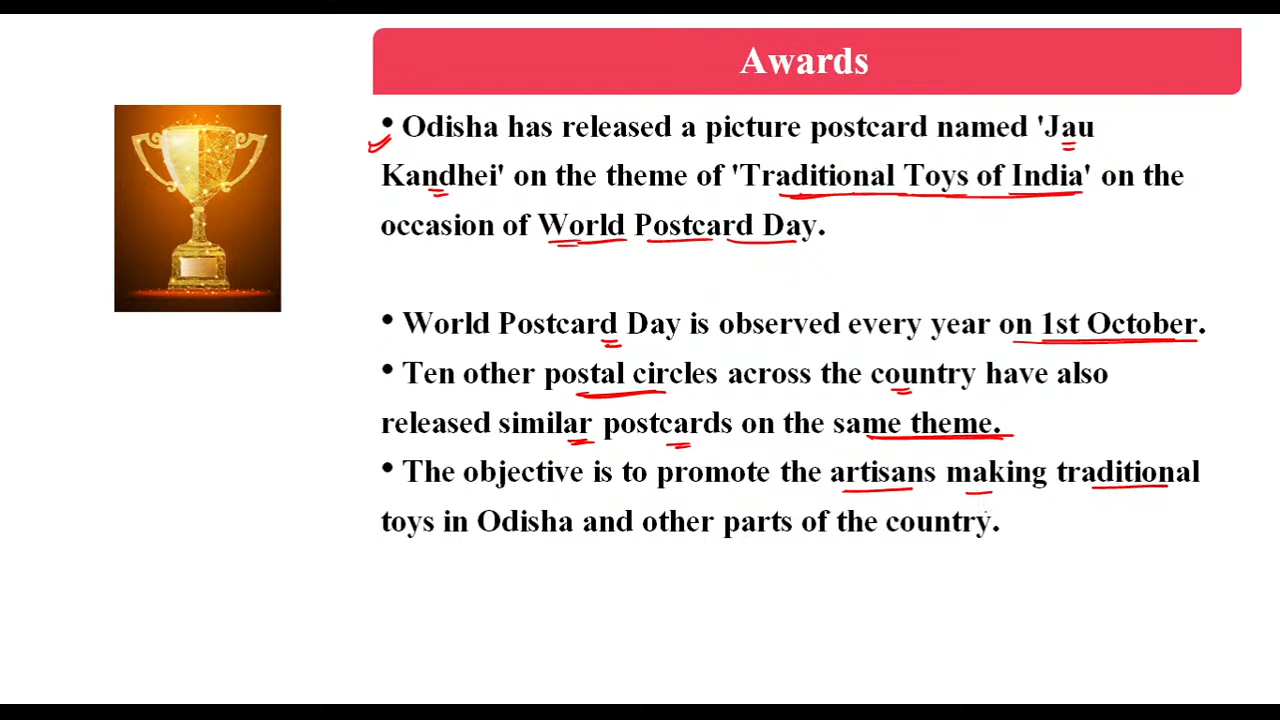 Awards
• Odisha has released a picture postcard named 'Jau
Kandhei' on the theme of 'Traditional Toys of India' on the
occasion of World Postcard Day.
• World Postcard Day is observed every year on 1st October.
• Ten other postal circles across the country have also
released similar postcards on the same theme.
• The objective is to promote the artisans making traditional
toys in Odisha and other parts of the country.